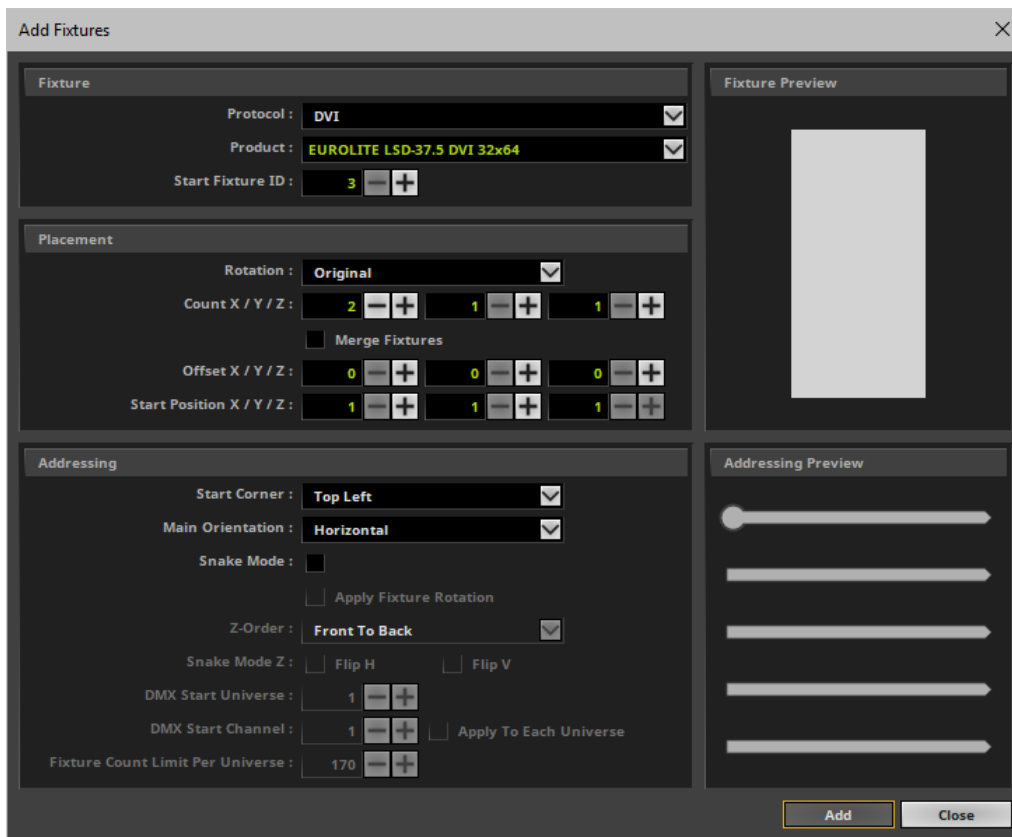 Add Fixtures
Fixture
Protocol : DVI
Product : EUROLITE LSD-37.5 DVI 32x64
Start Fixture ID : 3
Placement
Rotation : Original
Count X / Y / Z : 2 1 1
Merge Fixtures
Offset X / Y / Z : 0 0 0
Start Position X / Y / Z : 1 1 1
Addressing
Start Corner : Top Left
Main Orientation : Horizontal
Snake Mode :
Apply Fixture Rotation
Z-Order : Front To Back
Snake Mode Z : Flip H Flip V
DMX Start Universe : 1
DMX Start Channel : 1 Apply To Each Universe
Fixture Count Limit Per Universe : 170
Fixture Preview
Addressing Preview
Add Close